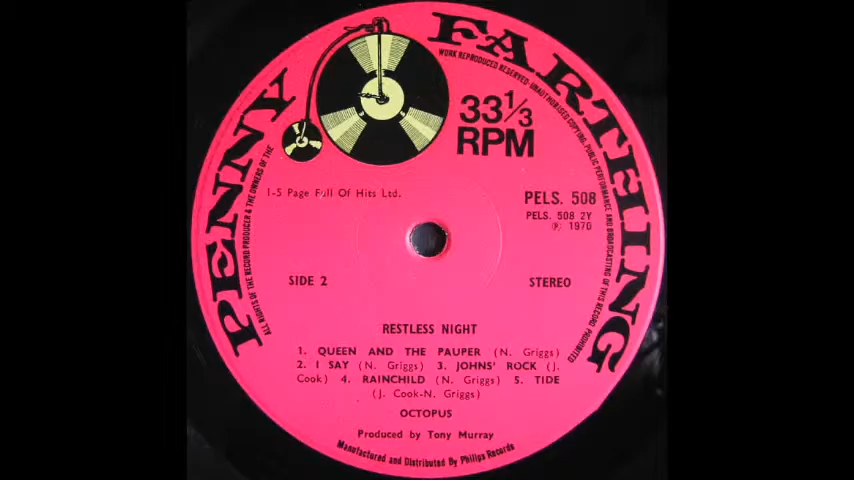 PENNY FARTHING
ALL RIGHTS OF THE RECORD PRODUCER & THE OWNERS OF THE
WORK REPRODUCED RESERVED·UNAUTHORISED COPYING, PUBLIC PERFORMANCE AND BROADCASTING OF THIS RECORD PROHIBITED
33 1/3
RPM
1-5 Page Full Of Hits Ltd.
PELS. 508
PELS. 508 2Y
℗ 1970
SIDE 2
STEREO
RESTLESS NIGHT
1. QUEEN AND THE PAUPER (N. Griggs)
2. I SAY (N. Griggs) 3. JOHNS' ROCK (J.
Cook) 4. RAINCHILD (N. Griggs) 5. TIDE
(J. Cook-N. Griggs)
OCTOPUS
Produced by Tony Murray
Manufactured and Distributed By Philips Records